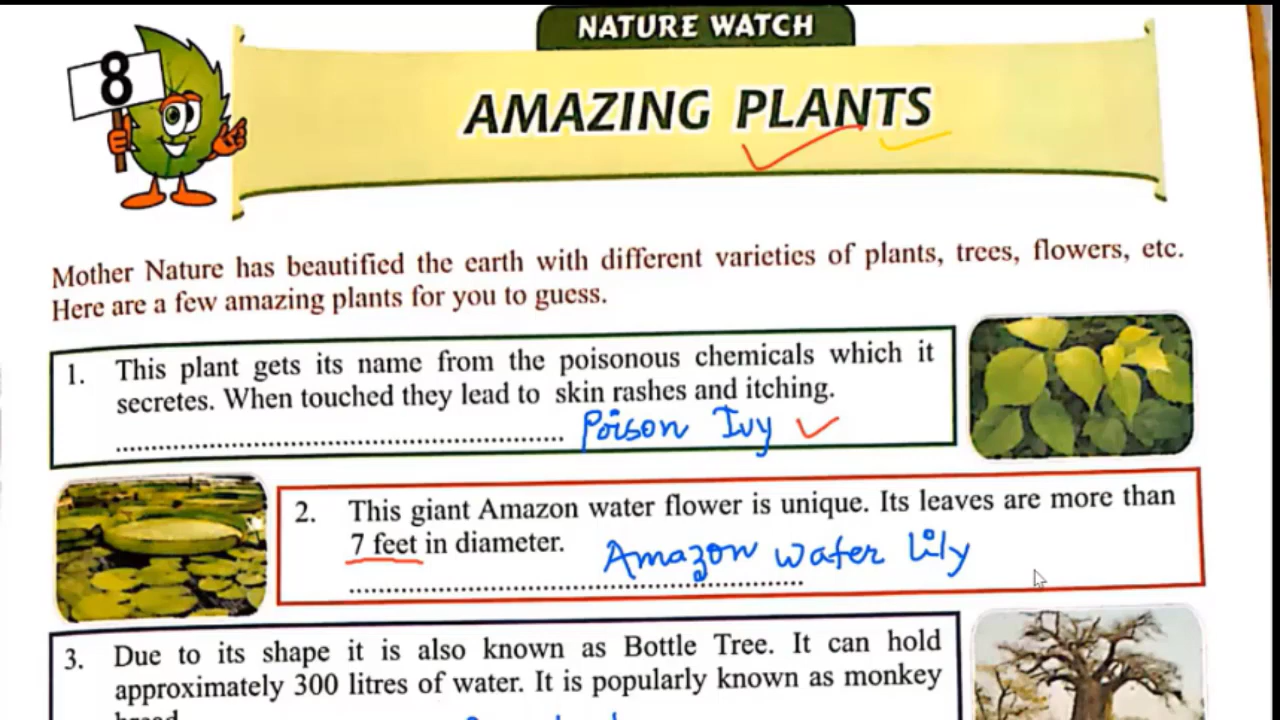 NATURE WATCH
8
AMAZING PLANTS
Mother Nature has beautified the earth with different varieties of plants, trees, flowers, etc.
Here are a few amazing plants for you to guess.
1. This plant gets its name from the poisonous chemicals which it
secretes. When touched they lead to skin rashes and itching.
Poison Ivy
2. This giant Amazon water flower is unique. Its leaves are more than
7 feet in diameter.
Amazon water Lily
3. Due to its shape it is also known as Bottle Tree. It can hold
approximately 300 litres of water. It is popularly known as monkey